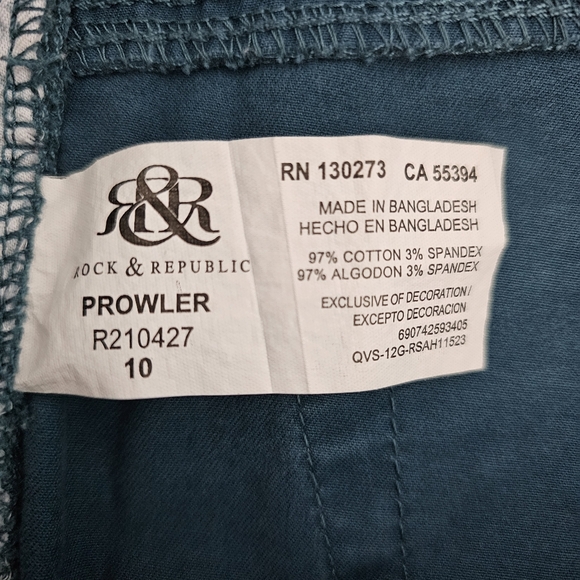 R&R
ROCK & REPUBLIC
PROWLER
R210427
10
RN 130273 CA 55394
MADE IN BANGLADESH
HECHO EN BANGLADESH
97% COTTON 3% SPANDEX
97% ALGODON 3% SPANDEX
EXCLUSIVE OF DECORATION/
EXCEPTO DECORACION
690742593405
QVS-12G-RSAH11523